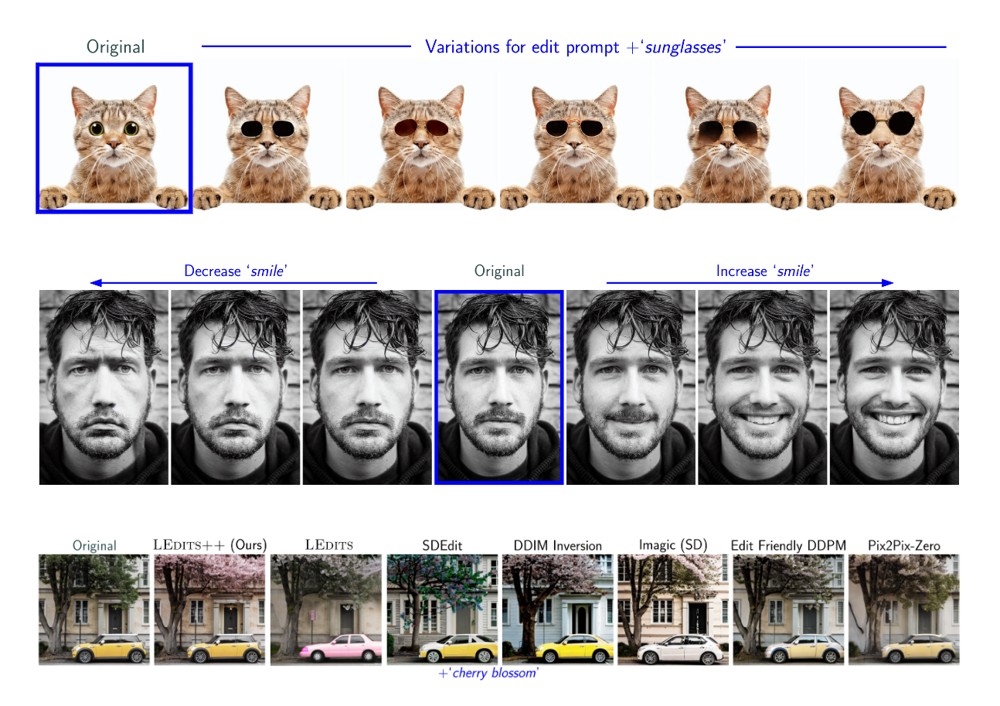 Original
Variations for edit prompt +‘sunglasses’
Decrease ‘smile’
Original
Increase ‘smile’
Original
LEDITS++ (Ours)
LEDITS
SDEdit
DDIM Inversion
Imagic (SD)
Edit Friendly DDPM
Pix2Pix-Zero
+‘cherry blossom’